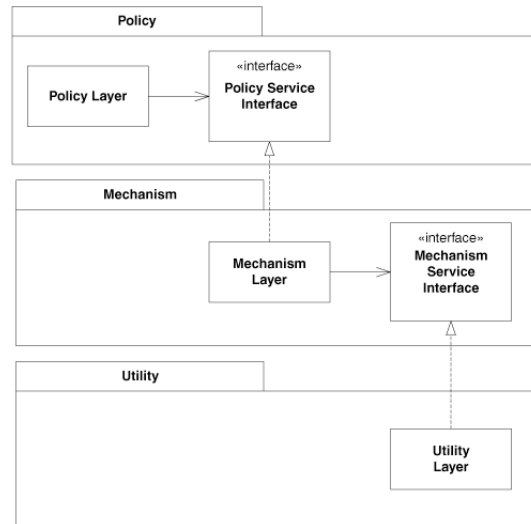 Policy
Policy Layer
«interface»
Policy Service
Interface
Mechanism
Mechanism
Layer
«interface»
Mechanism
Service
Interface
Utility
Utility
Layer